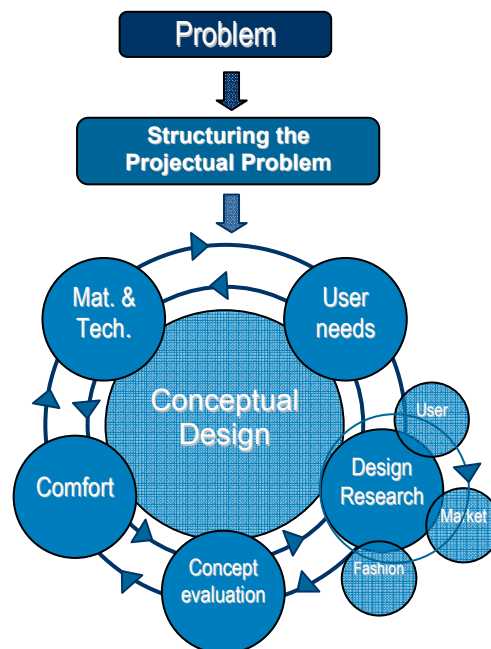 Problem
Structuring the
Projectual Problem
Mat. &
Tech.
User
needs
Conceptual
Design
User
Comfort
Design
Research
Market
Concept
evaluation
Fashion